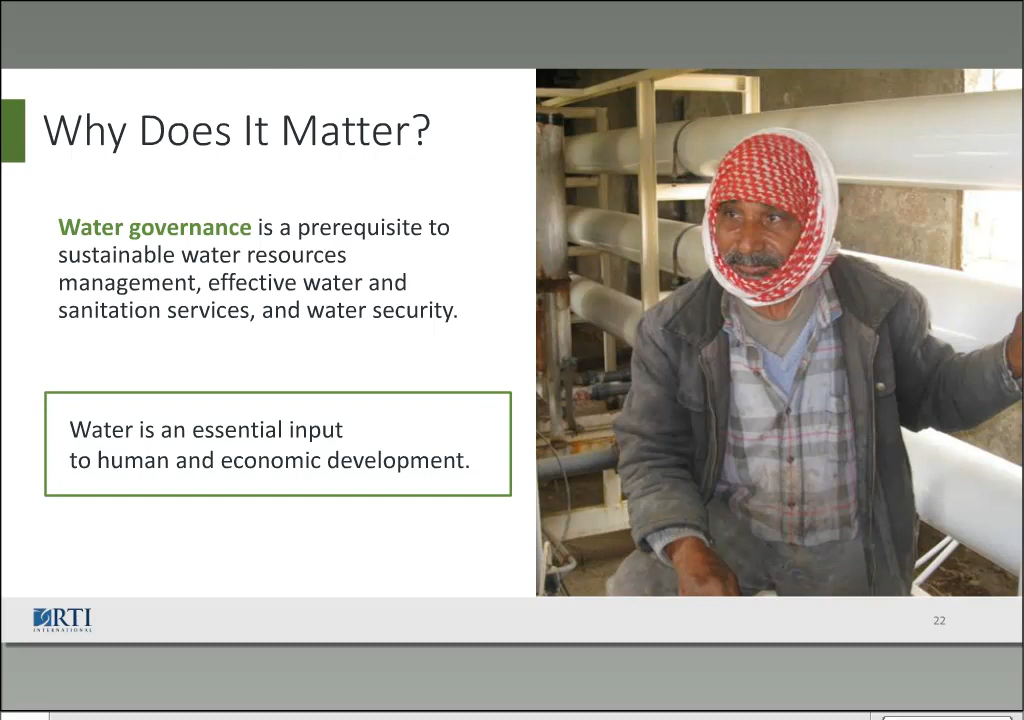 Why Does It Matter?
Water governance is a prerequisite to
sustainable water resources
management, effective water and
sanitation services, and water security.
Water is an essential input
to human and economic development.
RTI
INTERNATIONAL
22